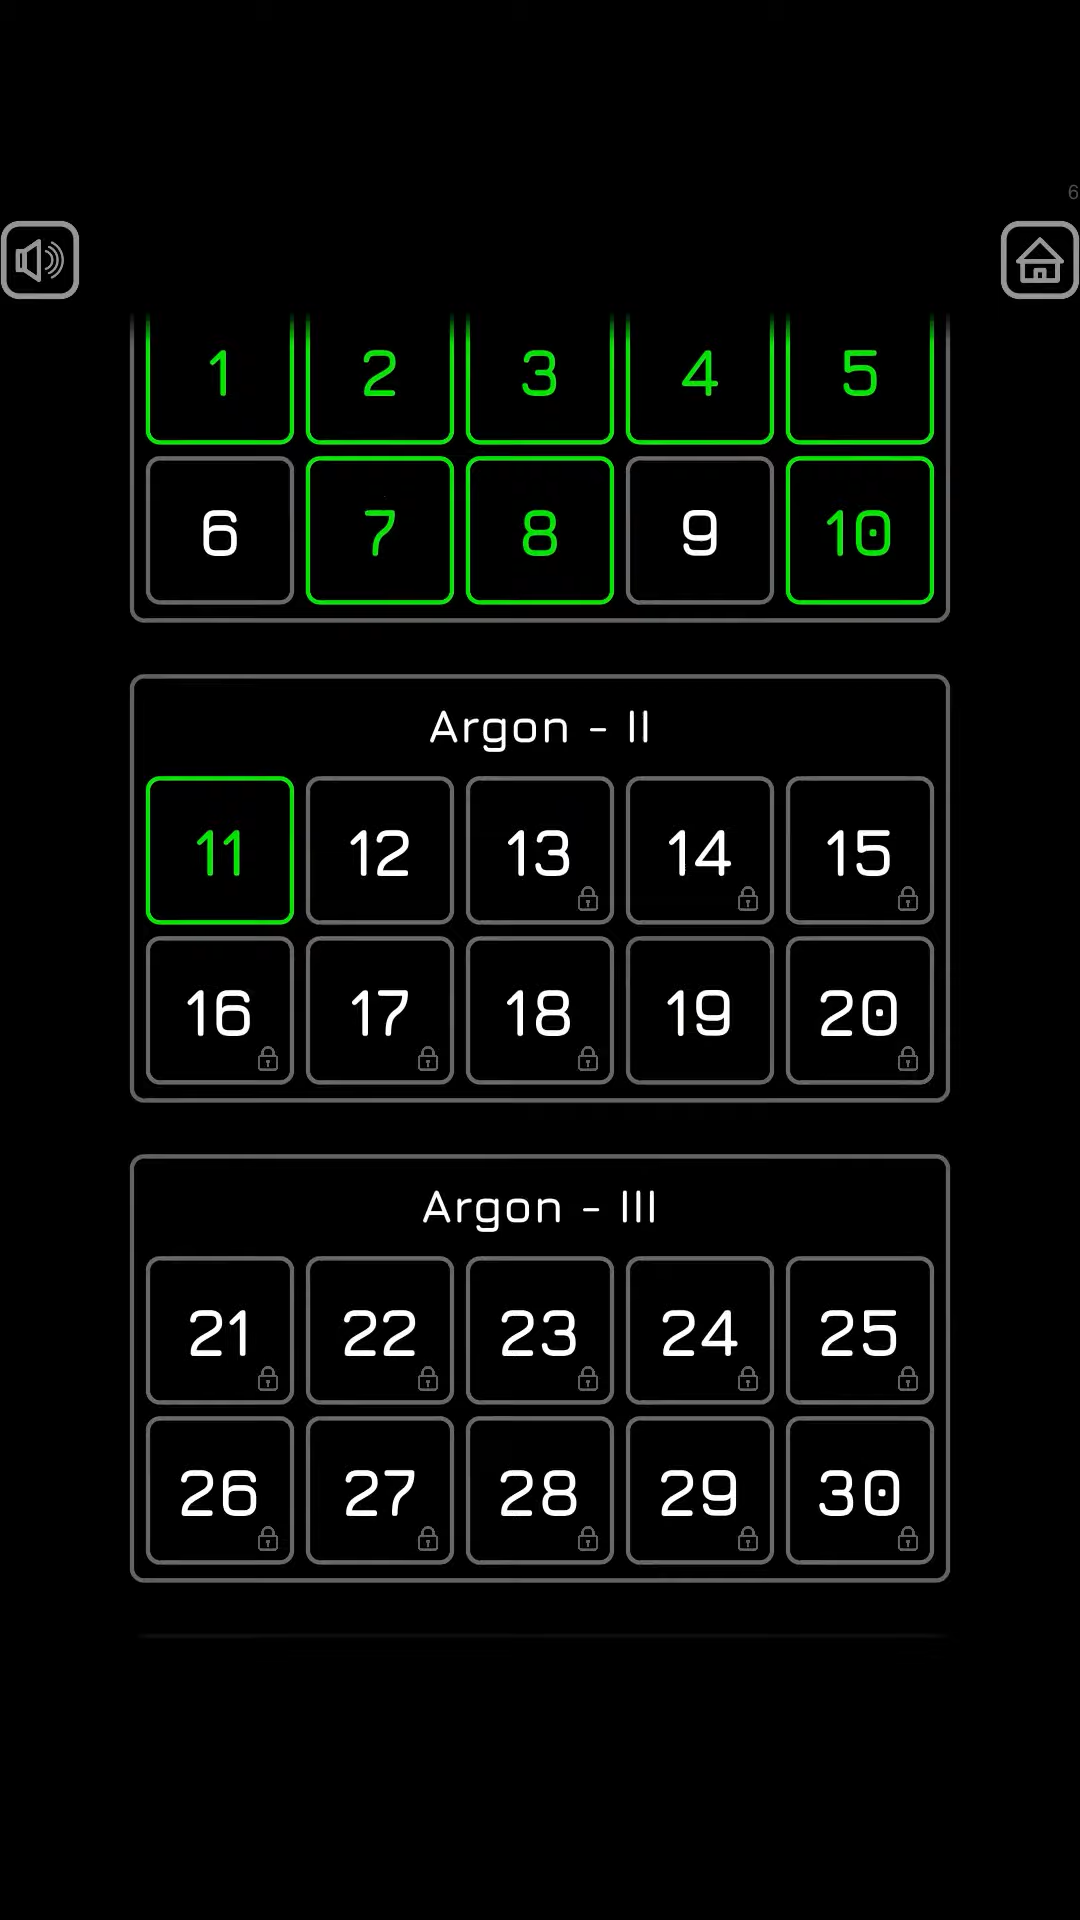 6
1 2 3 4 5
6 7 8 9 10
Argon - II
11 12 13 14 15
16 17 18 19 20
Argon - III
21 22 23 24 25
26 27 28 29 30